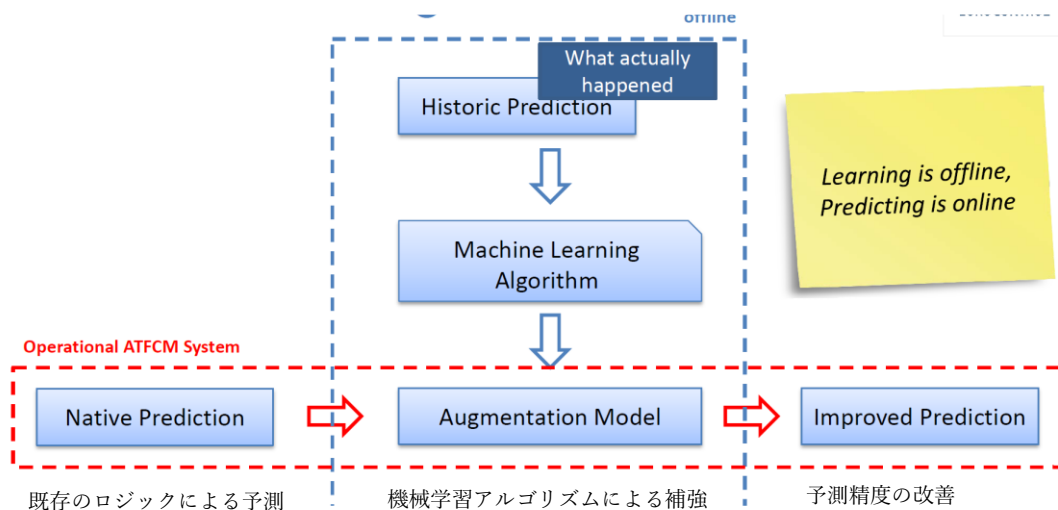 offline
What actually
happened
Historic Prediction
Learning is offline,
Predicting is online
Machine Learning
Algorithm
Operational ATFCM System
Native Prediction
Augmentation Model
Improved Prediction
既存のロジックによる予測
機械学習アルゴリズムによる補強
予測精度の改善